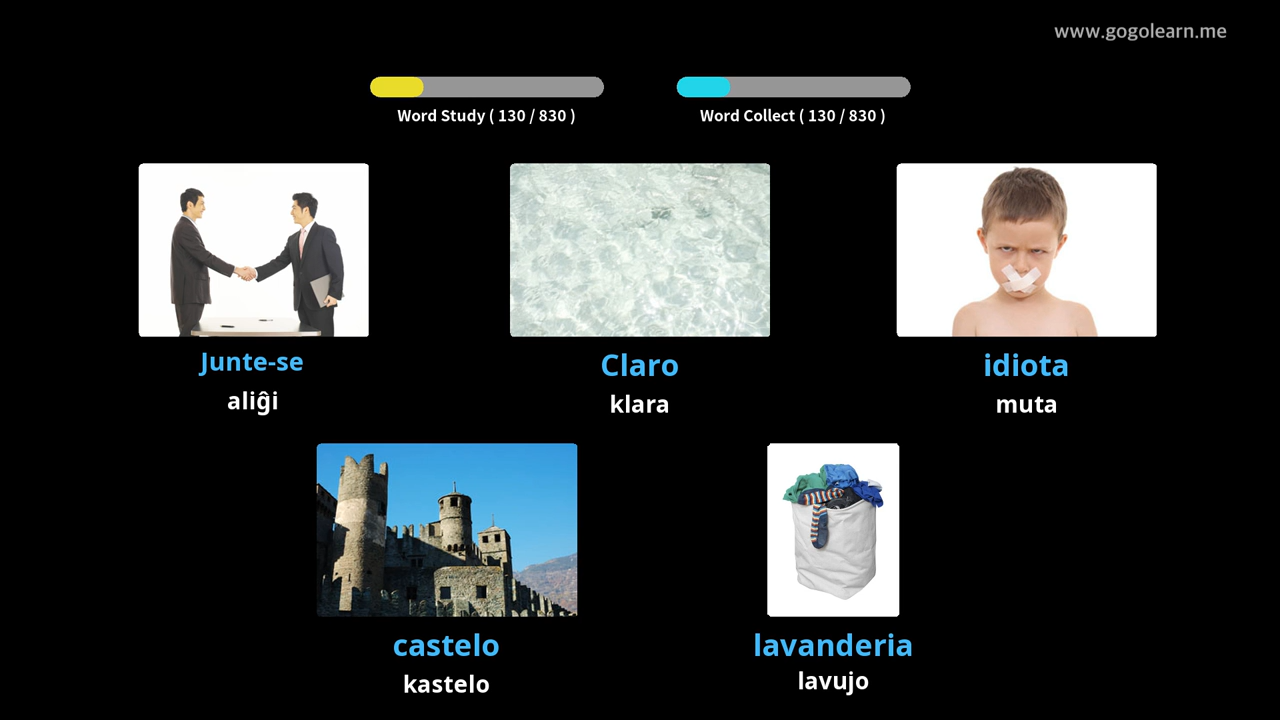 www.gogolearn.me
Word Study ( 130 / 830 )
Word Collect ( 130 / 830 )
Junte-se
aliĝi
Claro
klara
idiota
muta
castelo
kastelo
lavanderia
lavujo